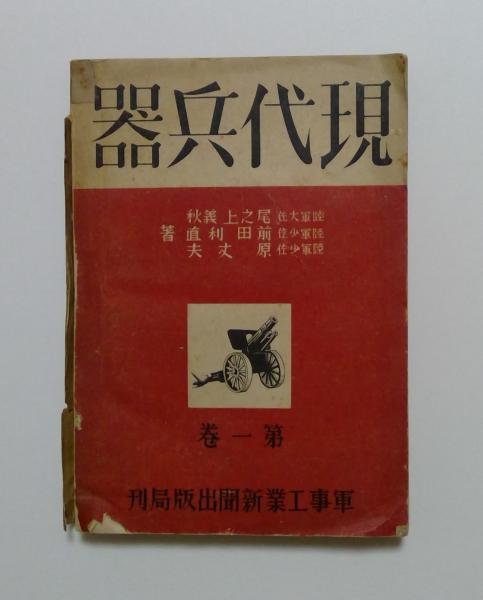 現代兵器
陸軍大佐 尾之上義秋
陸軍少佐 前田利直 著
陸軍少佐 原丈夫
第一巻
軍事工業新聞出版局刊